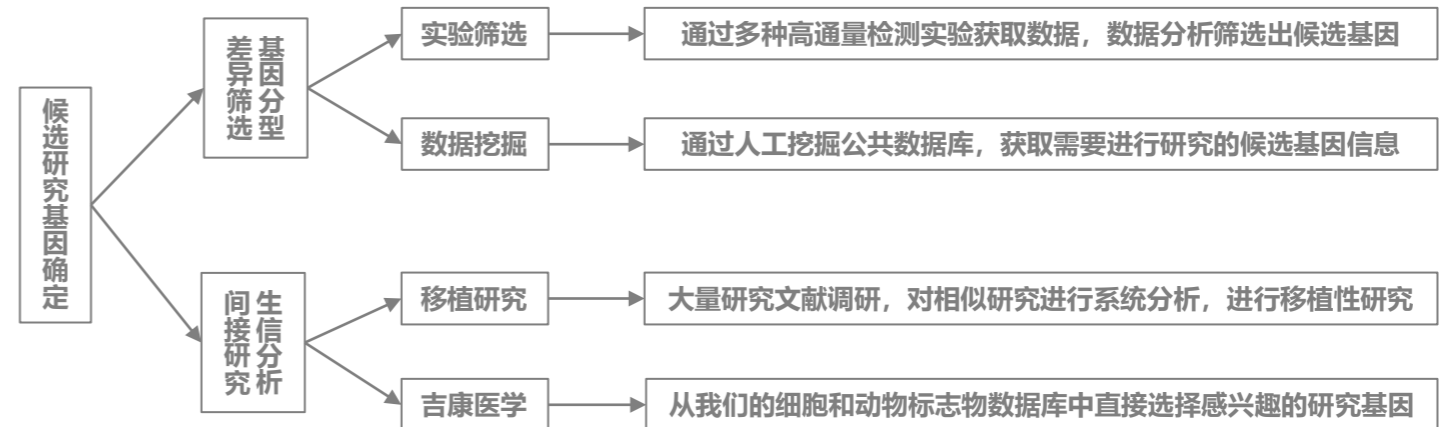 候选研究基因确定
基因分型
差异筛选
实验筛选
通过多种高通量检测实验获取数据，数据分析筛选出候选基因
数据挖掘
通过人工挖掘公共数据库，获取需要进行研究的候选基因信息
生信分析
间接研究
移植研究
大量研究文献调研，对相似研究进行系统分析，进行移植性研究
吉康医学
从我们的细胞和动物标志物数据库中直接选择感兴趣的研究基因